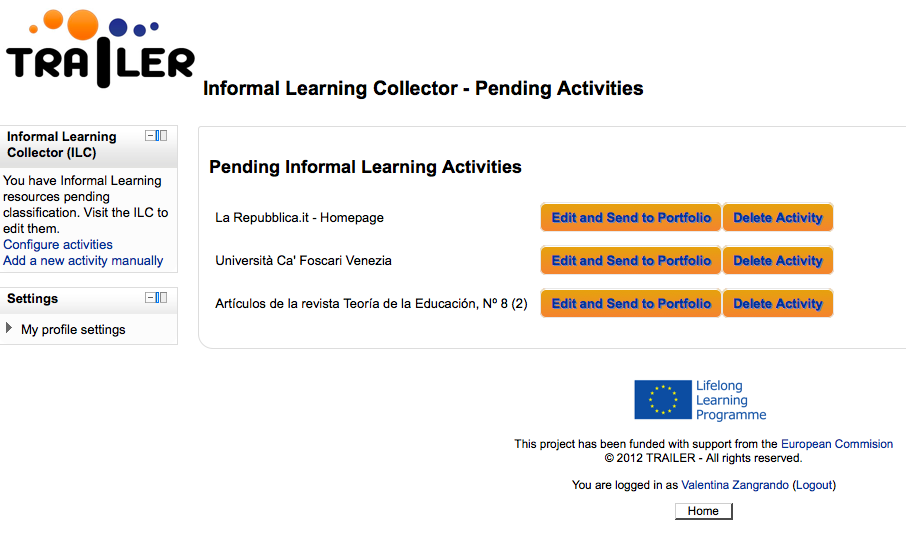 TRAILER
Informal Learning Collector - Pending Activities
Informal Learning
Collector (ILC)
You have Informal Learning
resources pending
classification. Visit the ILC to
edit them.
Configure activities
Add a new activity manually
Settings
My profile settings
Pending Informal Learning Activities
La Repubblica.it - Homepage Edit and Send to Portfolio Delete Activity
Università Ca' Foscari Venezia Edit and Send to Portfolio Delete Activity
Artículos de la revista Teoría de la Educación, Nº 8 (2) Edit and Send to Portfolio Delete Activity
Lifelong
Learning
Programme
This project has been funded with support from the European Commision
© 2012 TRAILER - All rights reserved.
You are logged in as Valentina Zangrando (Logout)
Home